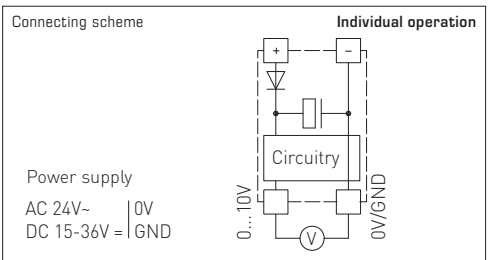 Connecting scheme
Individual operation
+ −
Circuitry
Power supply
AC 24V~ | 0V
DC 15-36V = | GND
0...10V
0V/GND
V